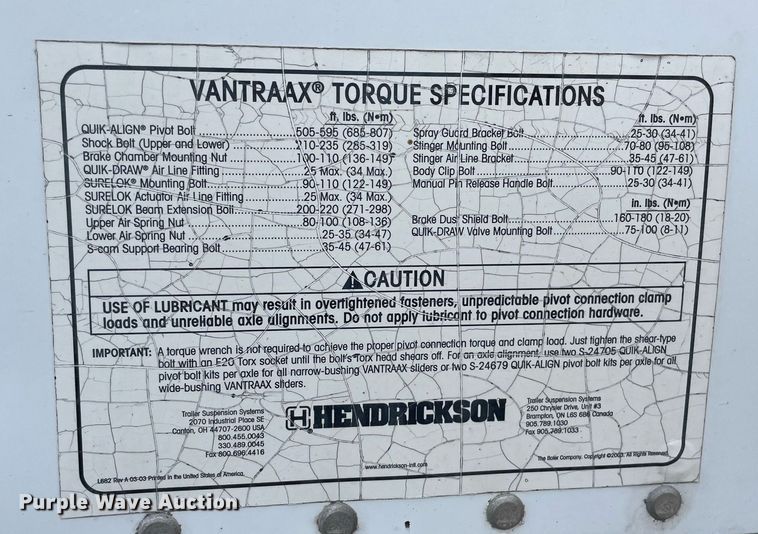 VANTRAAX® TORQUE SPECIFICATIONS
ft. lbs. (N•m)
QUIK-ALIGN® Pivot Bolt 505-595 (685-807)
Shock Bolt (Upper and Lower) 210-235 (285-319)
Brake Chamber Mounting Nut 100-110 (136-149)
QUIK-DRAW® Air Line Fitting 25 Max. (34 Max.)
SURELOK® Mounting Bolt 90-110 (122-149)
SURELOK Actuator Air Line Fitting 25 Max. (34 Max.)
SURELOK Beam Extension Bolt 200-220 (271-298)
Upper Air Spring Nut 80-100 (108-136)
Lower Air Spring Nut 25-35 (34-47)
S-cam Support Bearing Bolt 35-45 (47-61)
ft. lbs. (N•m)
Spray Guard Bracket Bolt 25-30 (34-41)
Stinger Mounting Bolt 70-80 (95-108)
Stinger Air Line Bracket 35-45 (47-61)
Body Clip Bolt 90-110 (122-149)
Manual Pin Release Handle Bolt 25-30 (34-41)
in. lbs. (N•m)
Brake Dust Shield Bolt 160-180 (18-20)
QUIK-DRAW Valve Mounting Bolt 75-100 (8-11)
CAUTION
USE OF LUBRICANT may result in overtightened fasteners, unpredictable pivot connection clamp
loads and unreliable axle alignments. Do not apply lubricant to pivot connection hardware.
IMPORTANT: A torque wrench is not required to achieve the proper pivot connection torque and clamp load. Just tighten the shear-type
bolt with an E20 Torx socket until the bolt's Torx head shears off. For an axle alignment, use two S-24705 QUIK-ALIGN
pivot bolt kits per axle for all narrow-bushing VANTRAAX sliders or two S-24679 QUIK-ALIGN pivot bolt kits per axle for all
wide-bushing VANTRAAX sliders.
Trailer Suspension Systems
2070 Industrial Place SE
Canton, OH 44707-2600 USA
800.455.0043
330.489.0045
Fax 800.696.4416
H HENDRICKSON
Trailer Suspension Systems
250 Chrysler Drive, Unit #3
Brampton, ON L6S 6B6 Canada
905.789.1030
Fax 905.789.1033
www.hendrickson-intl.com
L682 Rev A 03-03 Printed in the United States of America.
The Boler Company. Copyright ©2003. All Rights Reserved.
Purple Wave Auction